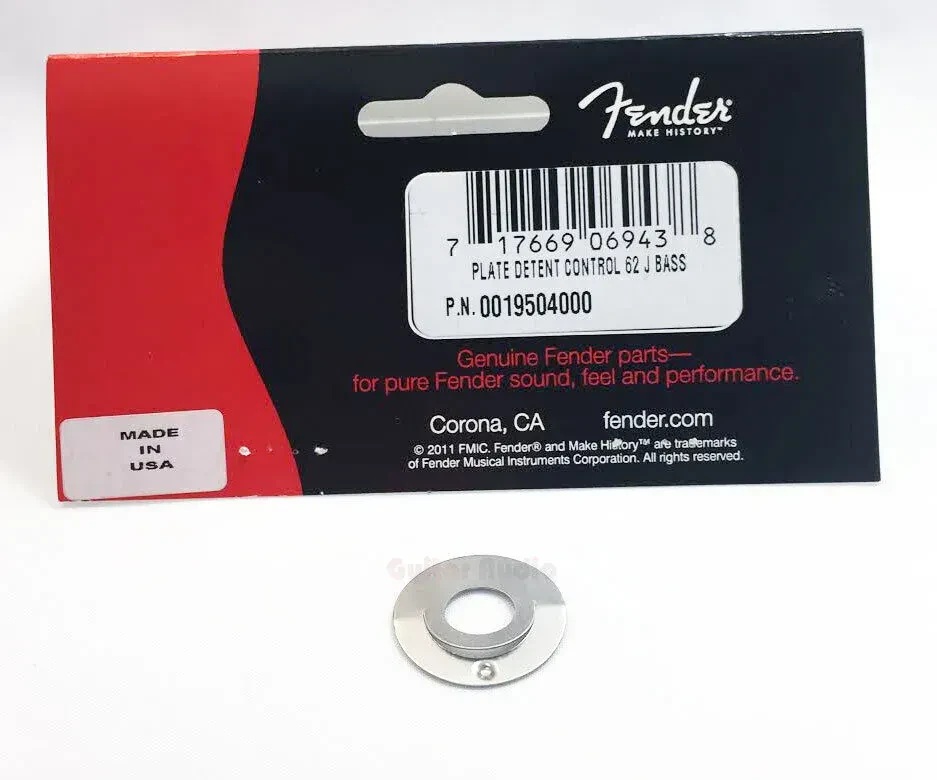 Fender®
MAKE HISTORY™
7 17669 06943 8
PLATE DETENT CONTROL 62 J BASS
P.N. 0019504000
Genuine Fender parts—
for pure Fender sound, feel and performance.
Corona, CA fender.com
© 2011 FMIC. Fender® and Make History™ are trademarks
of Fender Musical Instruments Corporation. All rights reserved.
MADE
IN
USA
Guitar Audio